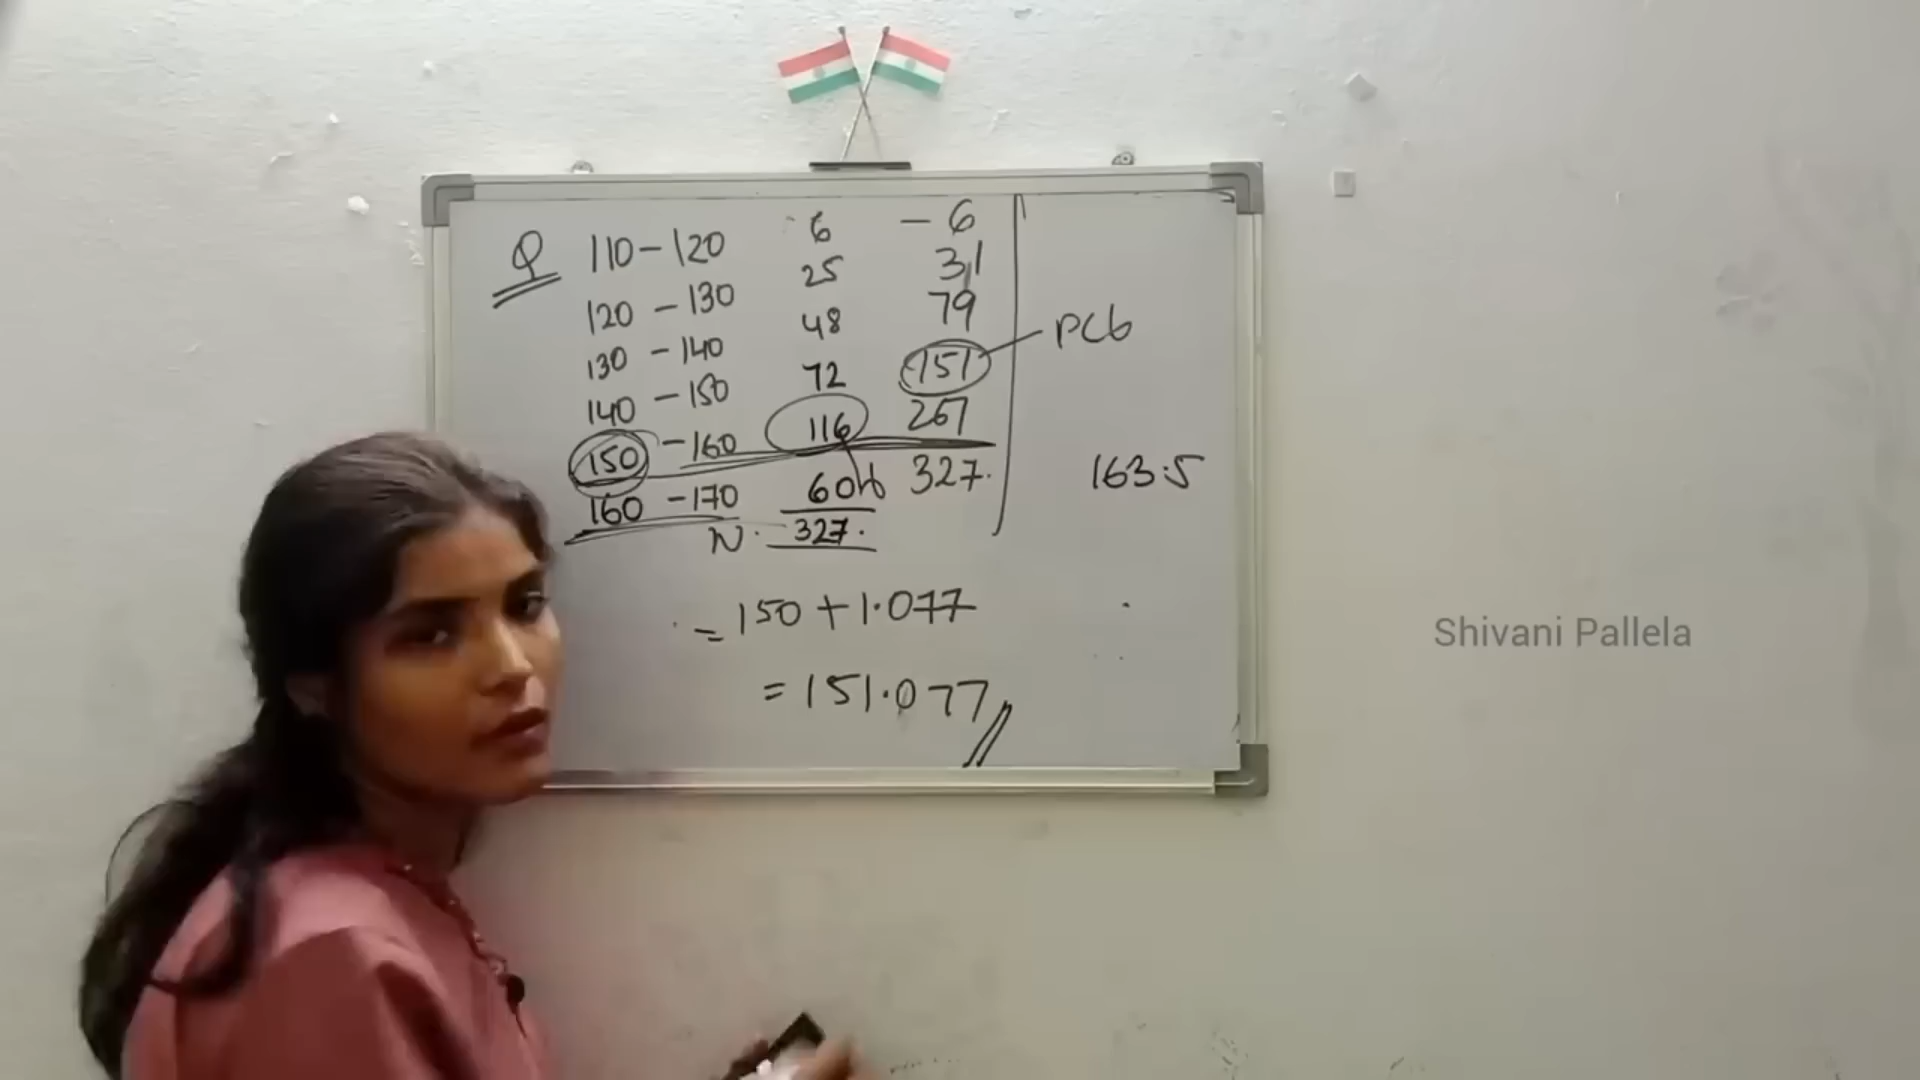 Q 110-120 6 - 6
120-130 25 31
130-140 48 79
140-150 72 151 PCb
150-160 116 267
160-170 60 327.
163.5
N. 327.
= 150 + 1.077
= 151.077
Shivani Pallela